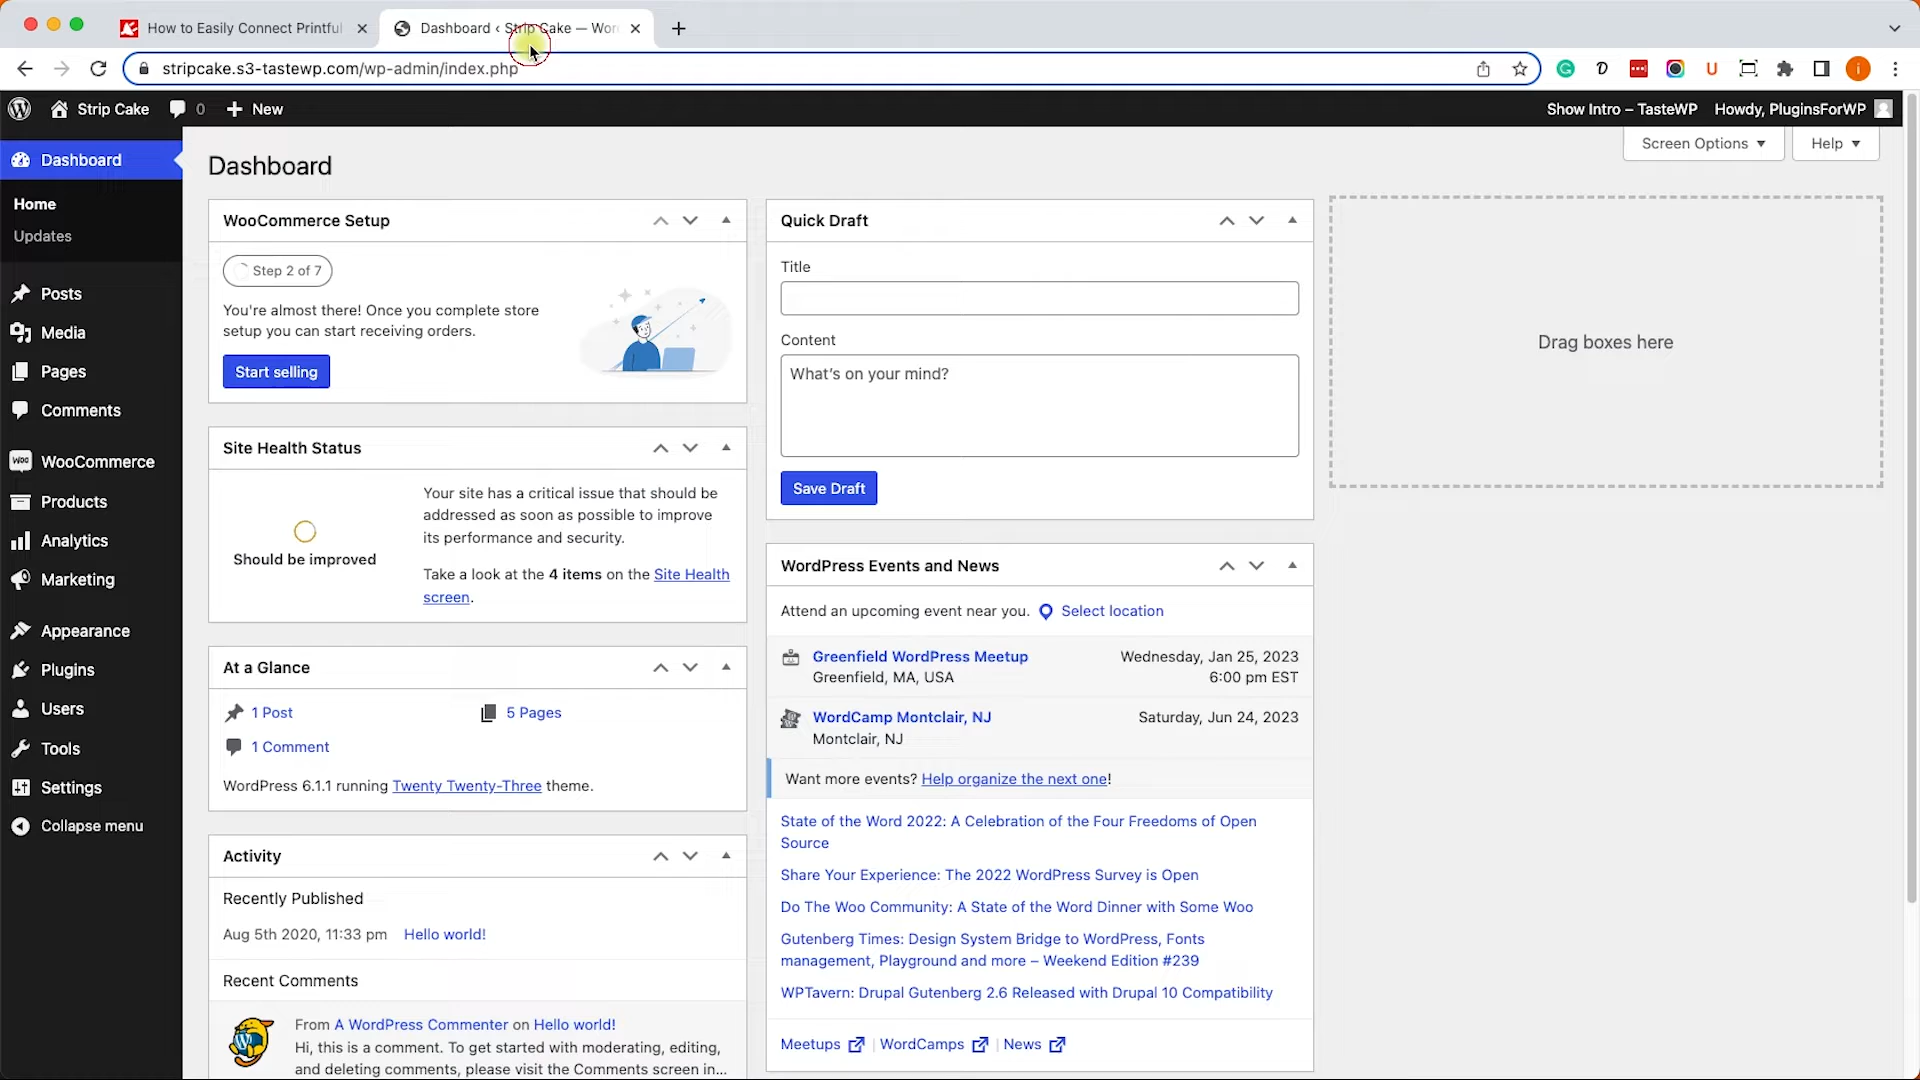 How to Easily Connect Printful
Dashboard ‹ Strip Cake — Wor
stripcake.s3-tastewp.com/wp-admin/index.php
Strip Cake
0
New
Show Intro – TasteWP
Howdy, PluginsForWP
Dashboard
Home
Updates
Posts
Media
Pages
Comments
WooCommerce
Products
Analytics
Marketing
Appearance
Plugins
Users
Tools
Settings
Collapse menu
Screen Options
Help
Dashboard
WooCommerce Setup
Step 2 of 7
You're almost there! Once you complete store
setup you can start receiving orders.
Start selling
Site Health Status
Should be improved
Your site has a critical issue that should be
addressed as soon as possible to improve
its performance and security.
Take a look at the 4 items on the Site Health
screen.
At a Glance
1 Post
5 Pages
1 Comment
WordPress 6.1.1 running Twenty Twenty-Three theme.
Activity
Recently Published
Aug 5th 2020, 11:33 pm Hello world!
Recent Comments
From A WordPress Commenter on Hello world!
Hi, this is a comment. To get started with moderating, editing,
and deleting comments, please visit the Comments screen in...
Quick Draft
Title
Content
What's on your mind?
Save Draft
WordPress Events and News
Attend an upcoming event near you. Select location
Greenfield WordPress Meetup
Greenfield, MA, USA
Wednesday, Jan 25, 2023
6:00 pm EST
WordCamp Montclair, NJ
Montclair, NJ
Saturday, Jun 24, 2023
Want more events? Help organize the next one!
State of the Word 2022: A Celebration of the Four Freedoms of Open
Source
Share Your Experience: The 2022 WordPress Survey is Open
Do The Woo Community: A State of the Word Dinner with Some Woo
Gutenberg Times: Design System Bridge to WordPress, Fonts
management, Playground and more – Weekend Edition #239
WPTavern: Drupal Gutenberg 2.6 Released with Drupal 10 Compatibility
Meetups | WordCamps | News
Drag boxes here